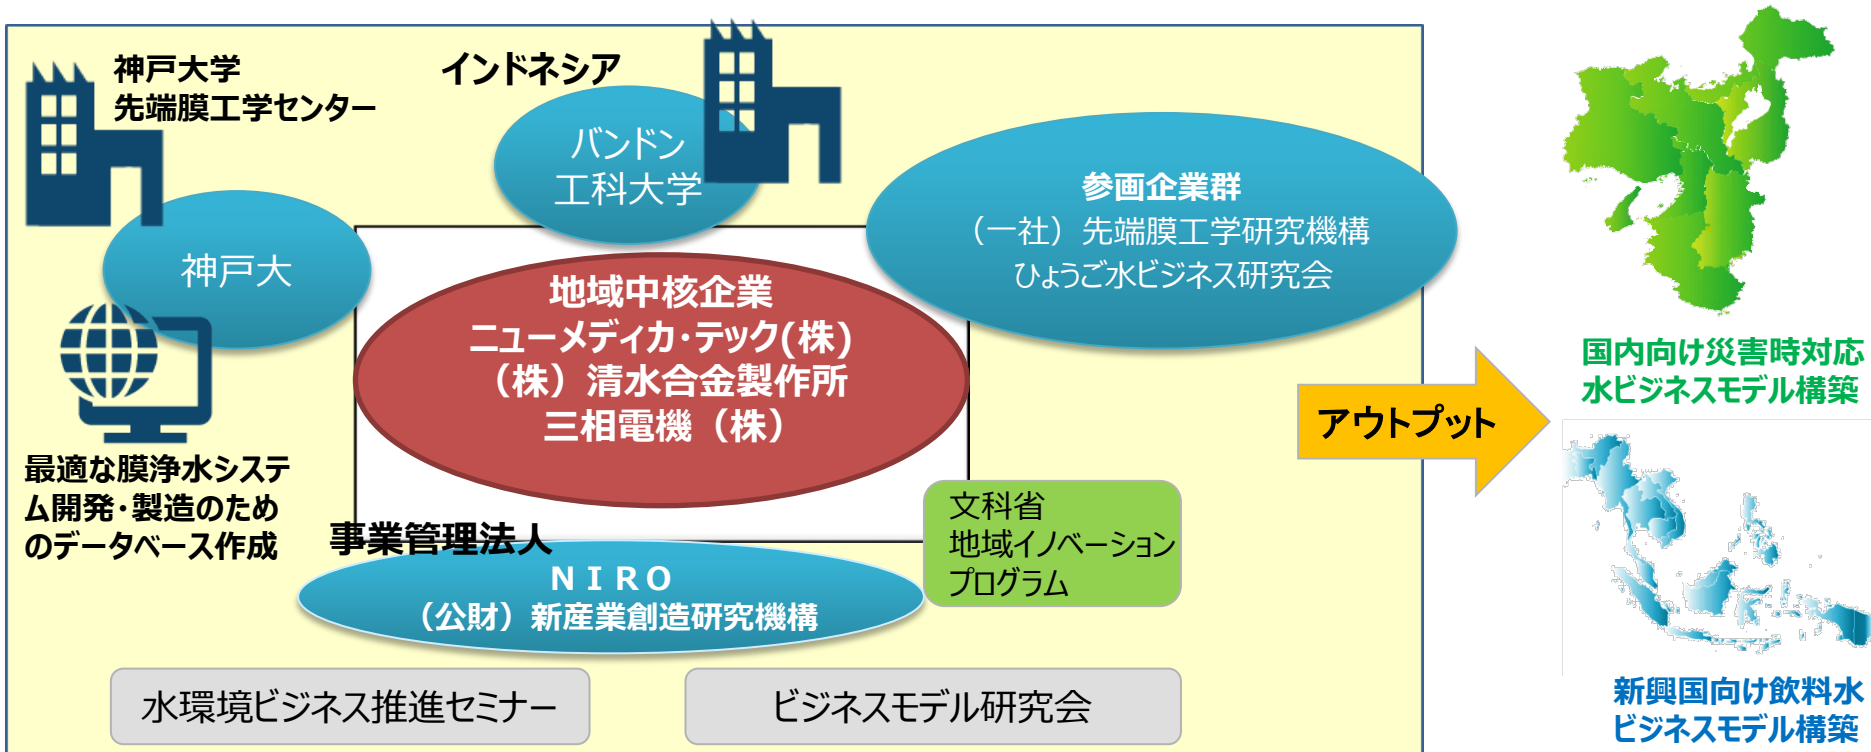 神戸大学
先端膜工学センター
インドネシア
バンドン
工科大学
神戸大
参画企業群
（一社）先端膜工学研究機構
ひょうご水ビジネス研究会
地域中核企業
ニューメディカ・テック(株)
（株）清水合金製作所
三相電機（株）
最適な膜浄水システ
ム開発・製造のため
のデータベース作成
事業管理法人
ＮＩＲＯ
（公財）新産業創造研究機構
文科省
地域イノベーション
プログラム
水環境ビジネス推進セミナー
ビジネスモデル研究会
アウトプット
国内向け災害時対応
水ビジネスモデル構築
新興国向け飲料水
ビジネスモデル構築